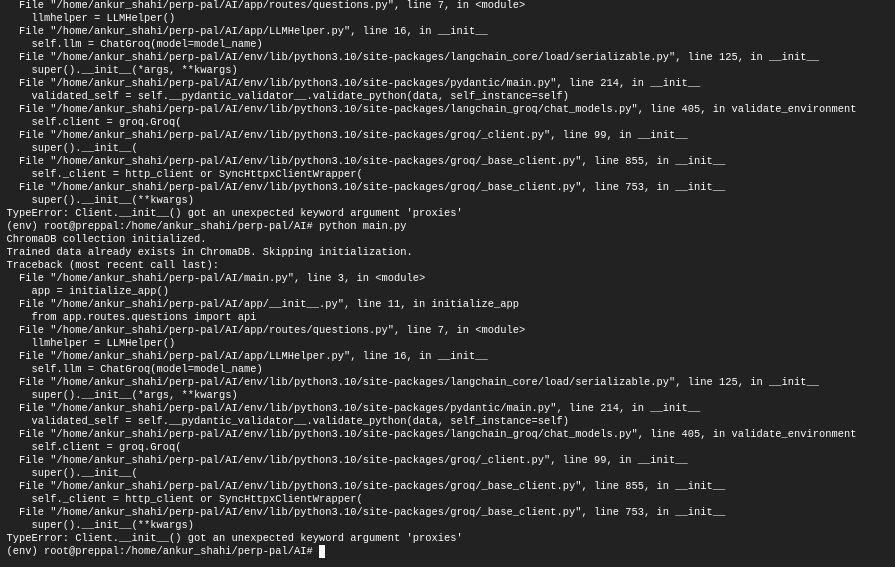 File "/home/ankur_shahi/perp-pal/AI/app/routes/questions.py", line 7, in <module>
llmhelper = LLMHelper()
File "/home/ankur_shahi/perp-pal/AI/app/LLMHelper.py", line 16, in __init__
self.llm = ChatGroq(model=model_name)
File "/home/ankur_shahi/perp-pal/AI/env/lib/python3.10/site-packages/langchain_core/load/serializable.py", line 125, in __init__
super().__init__(*args, **kwargs)
File "/home/ankur_shahi/perp-pal/AI/env/lib/python3.10/site-packages/pydantic/main.py", line 214, in __init__
validated_self = self.__pydantic_validator__.validate_python(data, self_instance=self)
File "/home/ankur_shahi/perp-pal/AI/env/lib/python3.10/site-packages/langchain_groq/chat_models.py", line 405, in validate_environment
self.client = groq.Groq(
File "/home/ankur_shahi/perp-pal/AI/env/lib/python3.10/site-packages/groq/_client.py", line 99, in __init__
super().__init__(
File "/home/ankur_shahi/perp-pal/AI/env/lib/python3.10/site-packages/groq/_base_client.py", line 855, in __init__
self._client = http_client or SyncHttpxClientWrapper(
File "/home/ankur_shahi/perp-pal/AI/env/lib/python3.10/site-packages/groq/_base_client.py", line 753, in __init__
super().__init__(**kwargs)
TypeError: Client.__init__() got an unexpected keyword argument 'proxies'
(env) root@preppal:/home/ankur_shahi/perp-pal/AI# python main.py
ChromaDB collection initialized.
Trained data already exists in ChromaDB. Skipping initialization.
Traceback (most recent call last):
File "/home/ankur_shahi/perp-pal/AI/main.py", line 3, in <module>
app = initialize_app()
File "/home/ankur_shahi/perp-pal/AI/app/__init__.py", line 11, in initialize_app
from app.routes.questions import api
File "/home/ankur_shahi/perp-pal/AI/app/routes/questions.py", line 7, in <module>
llmhelper = LLMHelper()
File "/home/ankur_shahi/perp-pal/AI/app/LLMHelper.py", line 16, in __init__
self.llm = ChatGroq(model=model_name)
File "/home/ankur_shahi/perp-pal/AI/env/lib/python3.10/site-packages/langchain_core/load/serializable.py", line 125, in __init__
super().__init__(*args, **kwargs)
File "/home/ankur_shahi/perp-pal/AI/env/lib/python3.10/site-packages/pydantic/main.py", line 214, in __init__
validated_self = self.__pydantic_validator__.validate_python(data, self_instance=self)
File "/home/ankur_shahi/perp-pal/AI/env/lib/python3.10/site-packages/langchain_groq/chat_models.py", line 405, in validate_environment
self.client = groq.Groq(
File "/home/ankur_shahi/perp-pal/AI/env/lib/python3.10/site-packages/groq/_client.py", line 99, in __init__
super().__init__(
File "/home/ankur_shahi/perp-pal/AI/env/lib/python3.10/site-packages/groq/_base_client.py", line 855, in __init__
self._client = http_client or SyncHttpxClientWrapper(
File "/home/ankur_shahi/perp-pal/AI/env/lib/python3.10/site-packages/groq/_base_client.py", line 753, in __init__
super().__init__(**kwargs)
TypeError: Client.__init__() got an unexpected keyword argument 'proxies'
(env) root@preppal:/home/ankur_shahi/perp-pal/AI#